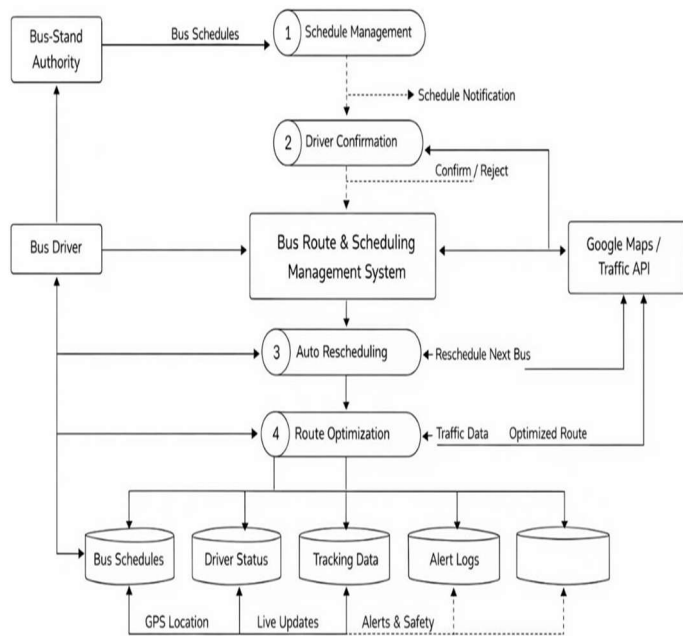 Bus-Stand
Authority
Bus Schedules
1 Schedule Management
Schedule Notification
2 Driver Confirmation
Confirm / Reject
Bus Driver
Bus Route & Scheduling
Management System
Google Maps /
Traffic API
3 Auto Rescheduling
Reschedule Next Bus
4 Route Optimization
Traffic Data
Optimized Route
Bus Schedules
Driver Status
Tracking Data
Alert Logs
GPS Location
Live Updates
Alerts & Safety